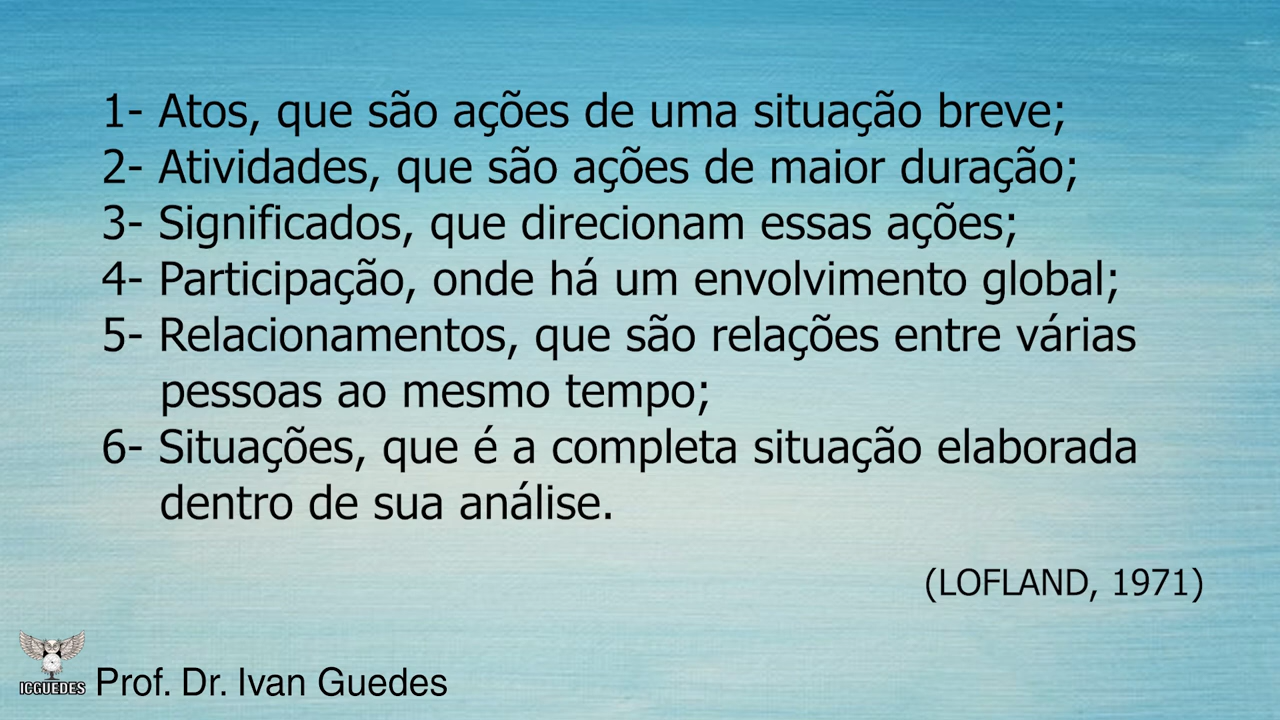 1- Atos, que são ações de uma situação breve;
2- Atividades, que são ações de maior duração;
3- Significados, que direcionam essas ações;
4- Participação, onde há um envolvimento global;
5- Relacionamentos, que são relações entre várias
pessoas ao mesmo tempo;
6- Situações, que é a completa situação elaborada
dentro de sua análise.
(LOFLAND, 1971)
ICGUEDES
Prof. Dr. Ivan Guedes